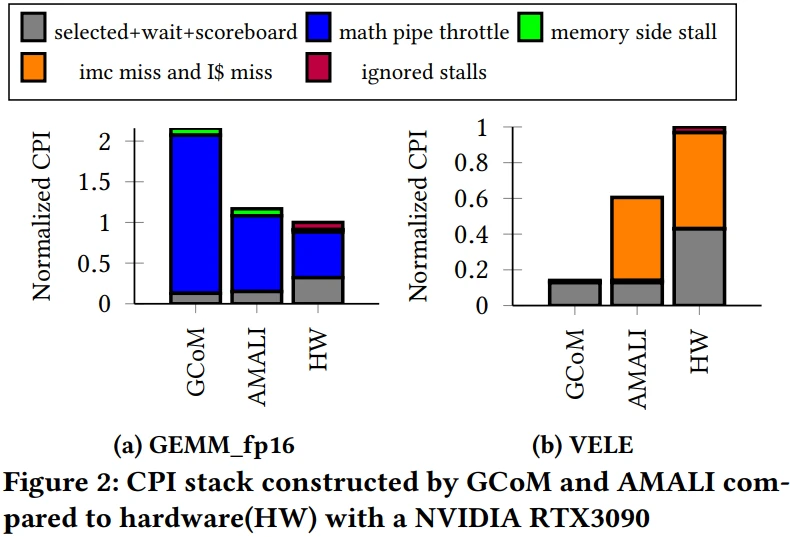 selected+wait+scoreboard math pipe throttle memory side stall
imc miss and I$ miss ignored stalls
Normalized CPI
2
1.5
1
0.5
0
GCoM
AMALI
HW
(a) GEMM_fp16
Normalized CPI
1
0.8
0.6
0.4
0.2
0
GCoM
AMALI
HW
(b) VELE
Figure 2: CPI stack constructed by GCoM and AMALI com-
pared to hardware(HW) with a NVIDIA RTX3090